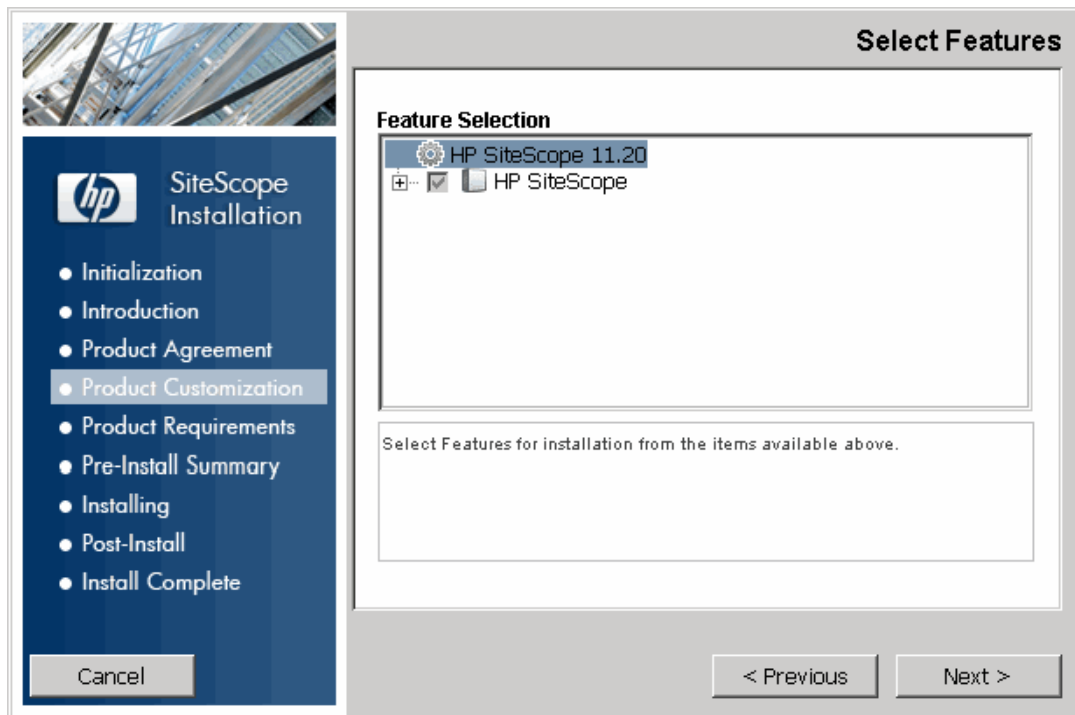 Select Features
hp
SiteScope
Installation
Initialization
Introduction
Product Agreement
Product Customization
Product Requirements
Pre-Install Summary
Installing
Post-Install
Install Complete
Feature Selection
HP SiteScope 11.20
HP SiteScope
Select Features for installation from the items available above.
Cancel
< Previous
Next >